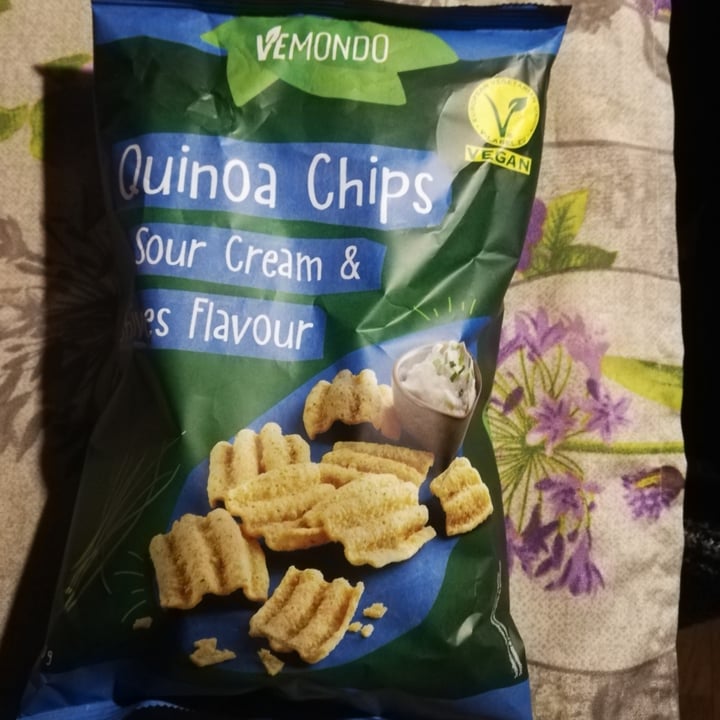 VEMONDO
VEGAN
Quinoa Chips
Sour Cream &
Flavour
g